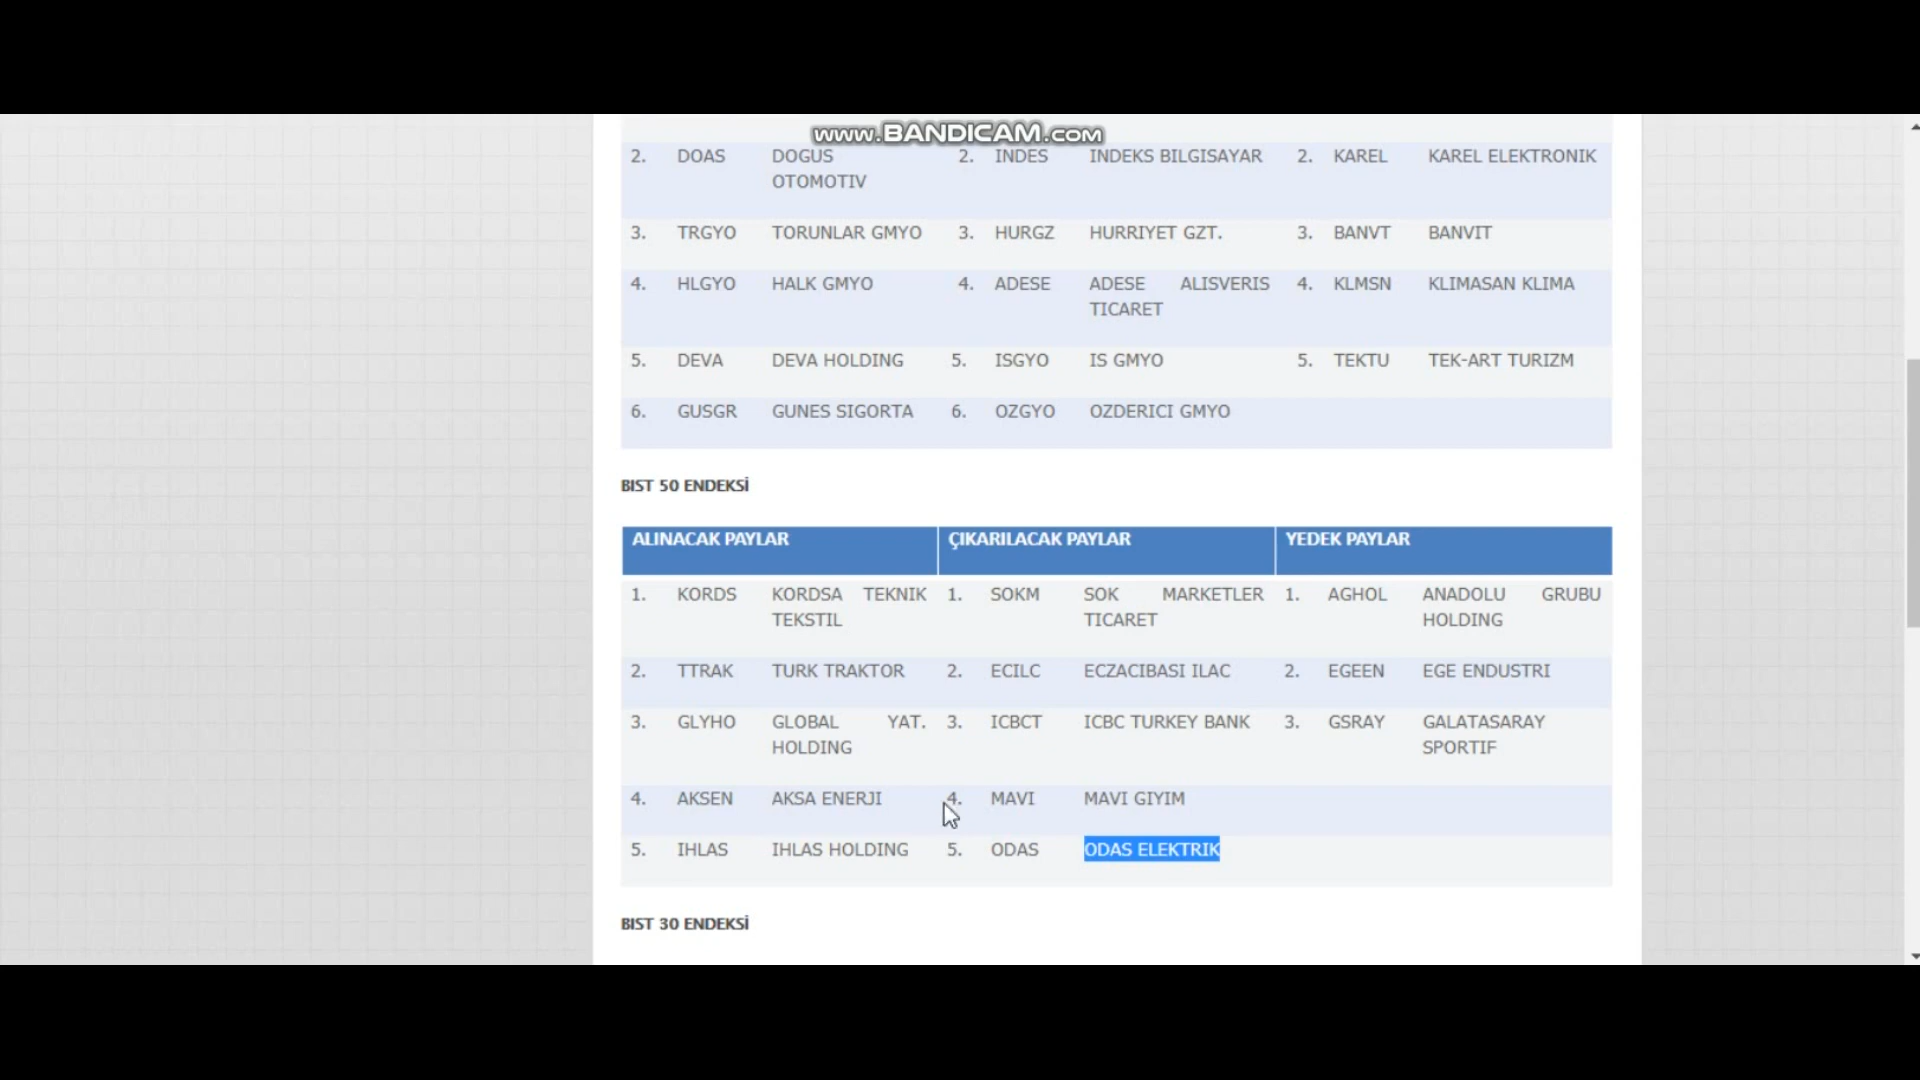 www.BANDICAM.com
2. DOAS DOGUS 2. INDES INDEKS BILGISAYAR 2. KAREL KAREL ELEKTRONIK
OTOMOTIV
3. TRGYO TORUNLAR GMYO 3. HURGZ HURRIYET GZT. 3. BANVT BANVIT
4. HLGYO HALK GMYO 4. ADESE ADESE ALISVERIS 4. KLMSN KLIMASAN KLIMA
TICARET
5. DEVA DEVA HOLDING 5. ISGYO IS GMYO 5. TEKTU TEK-ART TURIZM
6. GUSGR GUNES SIGORTA 6. OZGYO OZDERICI GMYO
BIST 50 ENDEKSİ
ALINACAK PAYLAR ÇIKARILACAK PAYLAR YEDEK PAYLAR
1. KORDS KORDSA TEKNIK 1. SOKM SOK MARKETLER 1. AGHOL ANADOLU GRUBU
TEKSTIL TICARET HOLDING
2. TTRAK TURK TRAKTOR 2. ECILC ECZACIBASI ILAC 2. EGEEN EGE ENDUSTRI
3. GLYHO GLOBAL YAT. 3. ICBCT ICBC TURKEY BANK 3. GSRAY GALATASARAY
HOLDING SPORTIF
4. AKSEN AKSA ENERJI 4. MAVI MAVI GIYIM
5. IHLAS IHLAS HOLDING 5. ODAS ODAS ELEKTRIK
BIST 30 ENDEKSİ